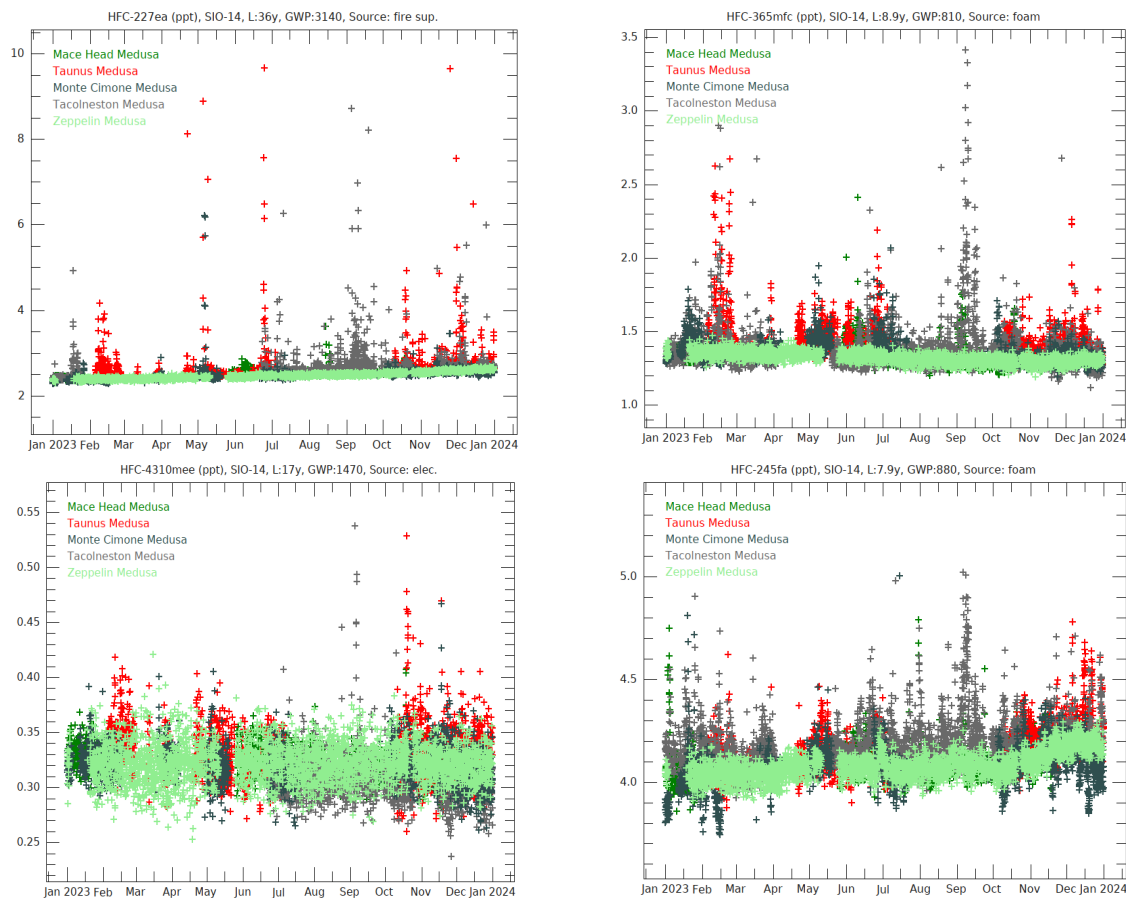 HFC-227ea (ppt), SIO-14, L:36y, GWP:3140, Source: fire sup.
10
8
6
4
2
Mace Head Medusa
Taunus Medusa
Monte Cimone Medusa
Tacolneston Medusa
Zeppelin Medusa
Jan 2023 Feb Mar Apr May Jun Jul Aug Sep Oct Nov Dec Jan 2024
HFC-365mfc (ppt), SIO-14, L:8.9y, GWP:810, Source: foam
3.5
3.0
2.5
2.0
1.5
1.0
Mace Head Medusa
Taunus Medusa
Monte Cimone Medusa
Tacolneston Medusa
Zeppelin Medusa
Jan 2023 Feb Mar Apr May Jun Jul Aug Sep Oct Nov Dec Jan 2024
HFC-4310mee (ppt), SIO-14, L:17y, GWP:1470, Source: elec.
0.55
0.50
0.45
0.40
0.35
0.30
0.25
Mace Head Medusa
Taunus Medusa
Monte Cimone Medusa
Tacolneston Medusa
Zeppelin Medusa
Jan 2023 Feb Mar Apr May Jun Jul Aug Sep Oct Nov Dec Jan 2024
HFC-245fa (ppt), SIO-14, L:7.9y, GWP:880, Source: foam
5.0
4.5
4.0
Mace Head Medusa
Taunus Medusa
Monte Cimone Medusa
Tacolneston Medusa
Zeppelin Medusa
Jan 2023 Feb Mar Apr May Jun Jul Aug Sep Oct Nov Dec Jan 2024